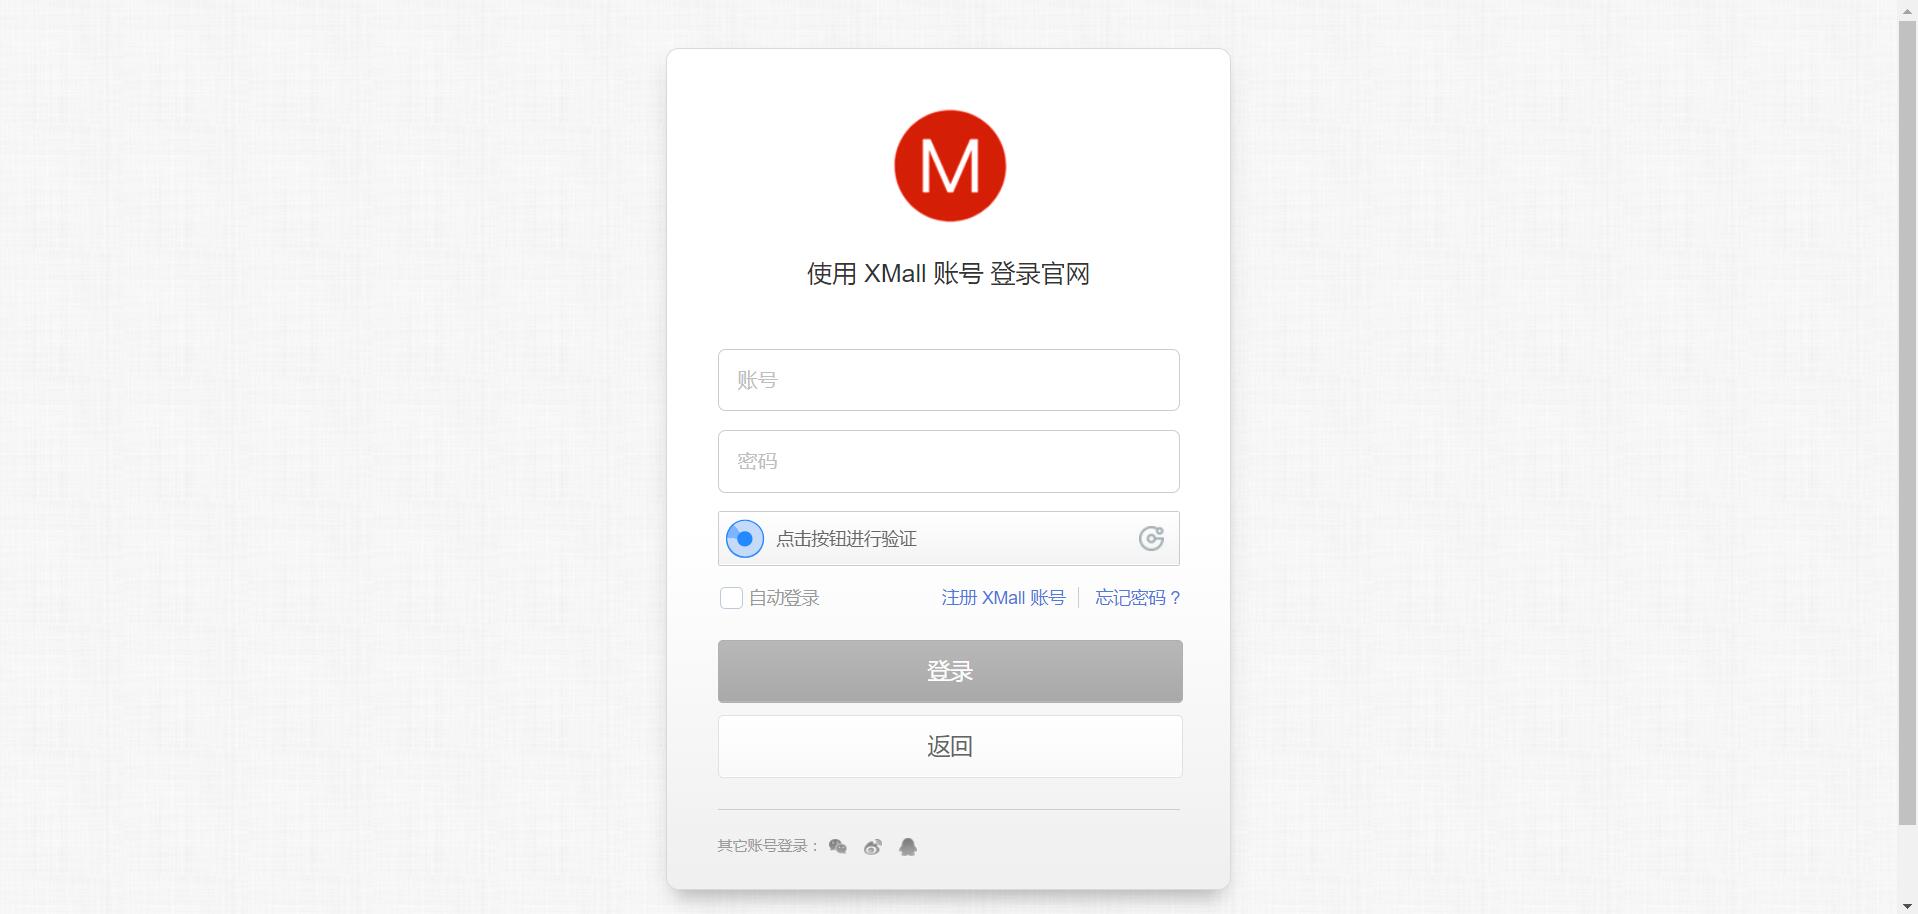 M
使用 XMall 账号 登录官网
账号
密码
点击按钮进行验证
自动登录 注册 XMall 账号 忘记密码 ?
登录
返回
其它账号登录：